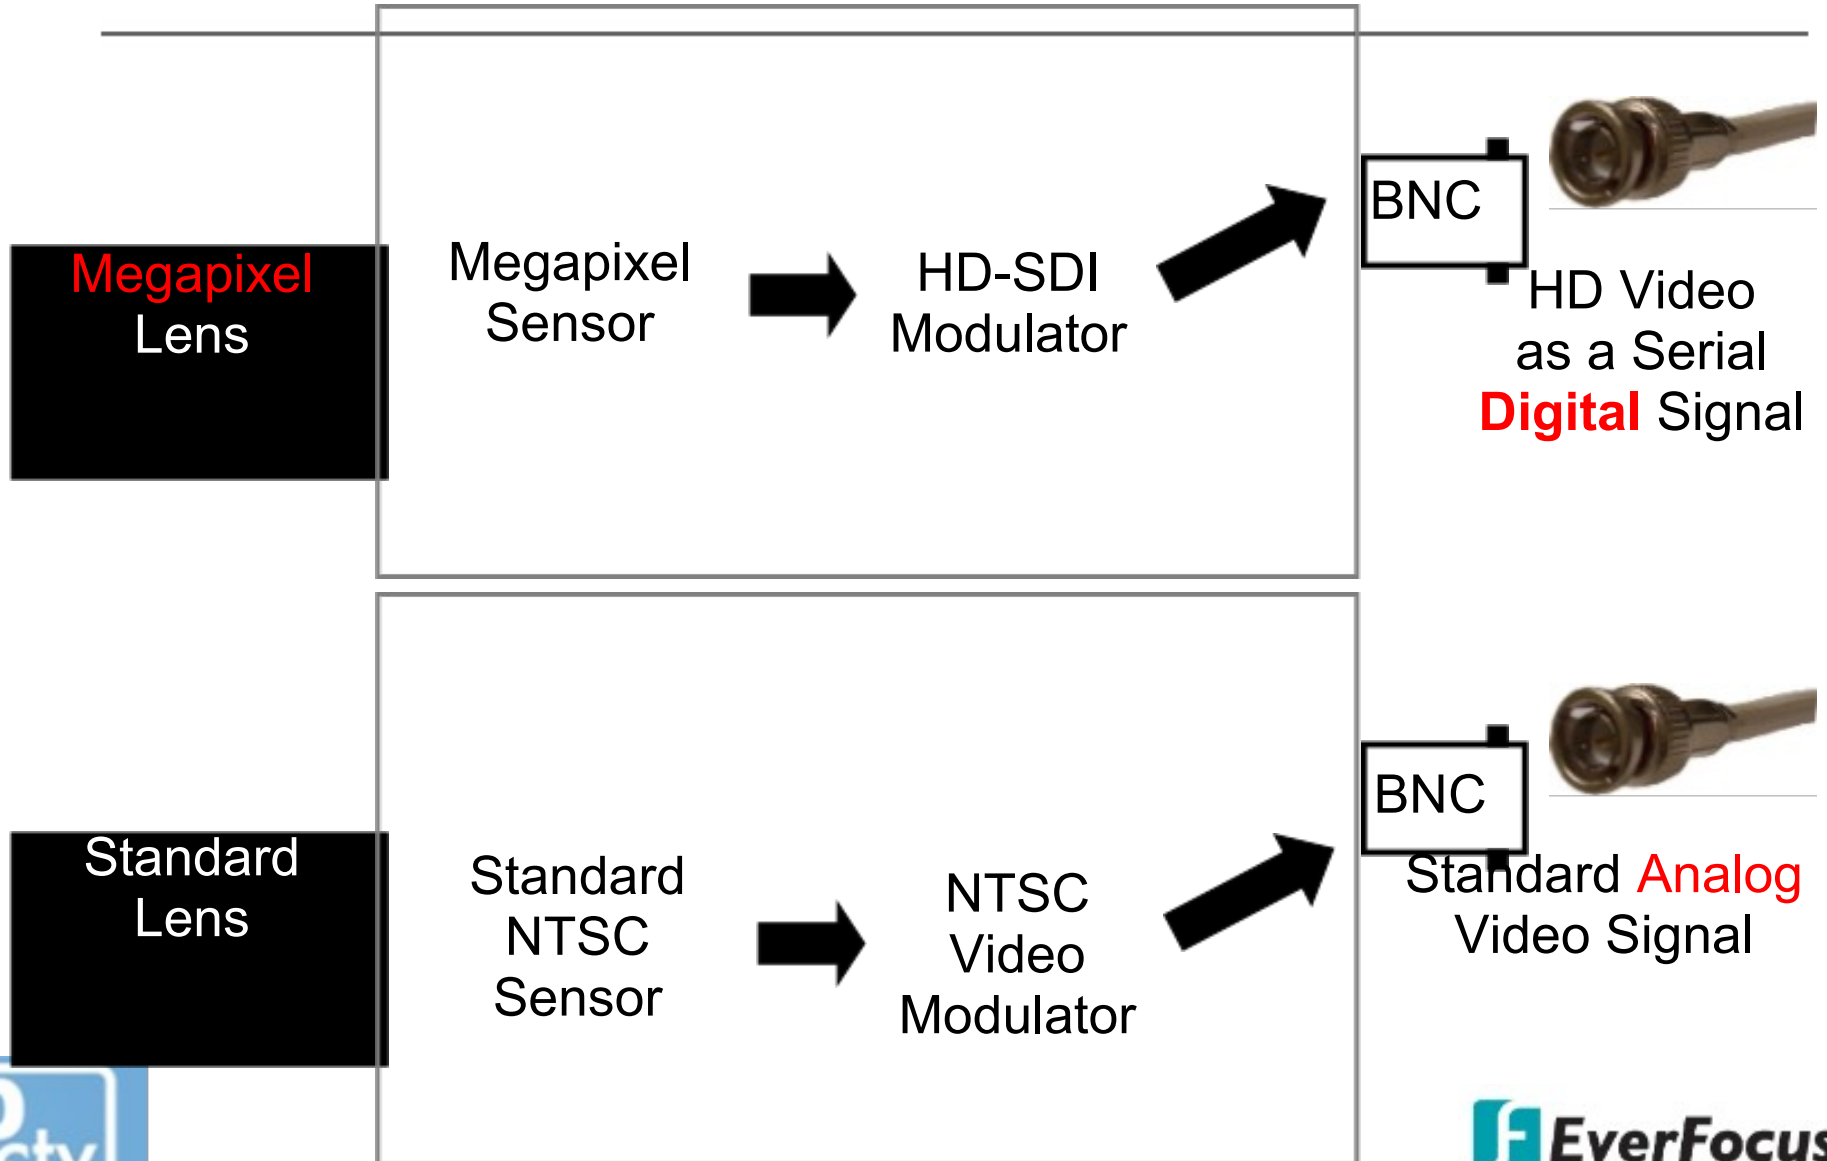 Megapixel
Lens
Megapixel
Sensor
HD-SDI
Modulator
BNC
HD Video
as a Serial
Digital Signal
Standard
Lens
Standard
NTSC
Sensor
NTSC
Video
Modulator
BNC
Standard Analog
Video Signal
EverFocus